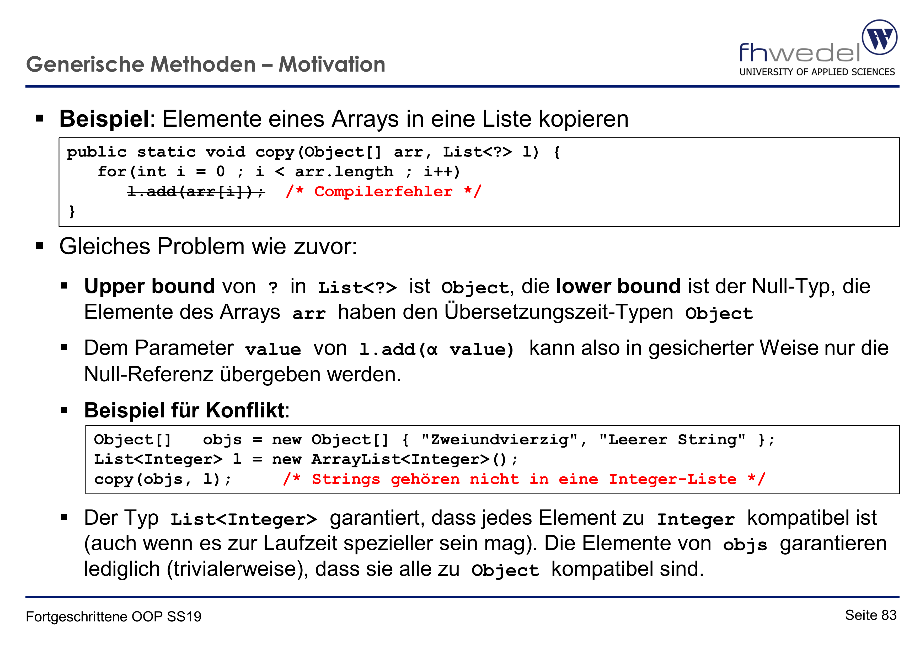 Generische Methoden – Motivation
fhwedel
UNIVERSITY OF APPLIED SCIENCES
W
▪ Beispiel: Elemente eines Arrays in eine Liste kopieren
public static void copy(Object[] arr, List<?> l) {
for(int i = 0 ; i < arr.length ; i++)
l.add(arr[i]); /* Compilerfehler */
}
▪ Gleiches Problem wie zuvor:
▪ Upper bound von ? in List<?> ist Object, die lower bound ist der Null-Typ, die
Elemente des Arrays arr haben den Übersetzungszeit-Typen Object
▪ Dem Parameter value von l.add(α value) kann also in gesicherter Weise nur die
Null-Referenz übergeben werden.
▪ Beispiel für Konflikt:
Object[] objs = new Object[] { "Zweiundvierzig", "Leerer String" };
List<Integer> l = new ArrayList<Integer>();
copy(objs, l); /* Strings gehören nicht in eine Integer-Liste */
▪ Der Typ List<Integer> garantiert, dass jedes Element zu Integer kompatibel ist
(auch wenn es zur Laufzeit spezieller sein mag). Die Elemente von objs garantieren
lediglich (trivialerweise), dass sie alle zu Object kompatibel sind.
Fortgeschrittene OOP SS19
Seite 83